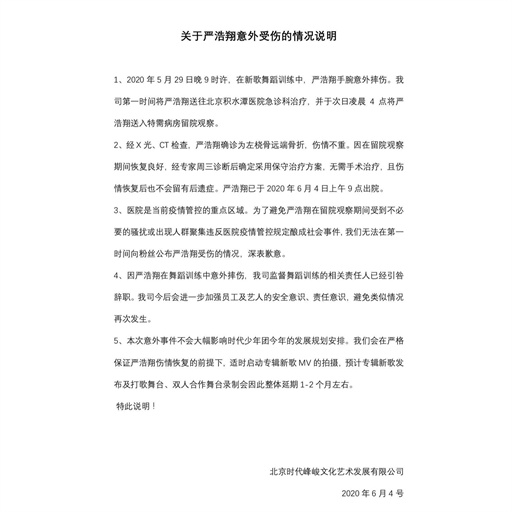 关于严浩翔意外受伤的情况说明
1、2020 年 5 月 29 日晚 9 时许，在新歌舞蹈训练中，严浩翔手腕意外摔伤。我
司第一时间将严浩翔送往北京积水潭医院急诊科治疗，并于次日凌晨 4 点将严
浩翔送入特需病房留院观察。
2、经 X 光、CT 检查，严浩翔确诊为左桡骨远端骨折，伤情不重。因在留院观察
期间恢复良好，经专家周三诊断后确定采用保守治疗方案，无需手术治疗，且伤
情恢复后也不会留有后遗症。严浩翔已于 2020 年 6 月 4 日上午 9 点出院。
3、医院是当前疫情管控的重点区域。为了避免严浩翔在留院观察期间受到不必
要的骚扰或出现人群聚集违反医院疫情管控规定酿成社会事件，我们无法在第一
时间向粉丝公布严浩翔受伤的情况，深表歉意。
4、因严浩翔在舞蹈训练中意外摔伤，我司监督舞蹈训练的相关责任人已经引咎
辞职。我司今后会进一步加强员工及艺人的安全意识、责任意识，避免类似情况
再次发生。
5、本次意外事件不会大幅影响时代少年团今年的发展规划安排。我们会在严格
保证严浩翔伤情恢复的前提下，适时启动专辑新歌 MV 的拍摄，预计专辑新歌发
布及打歌舞台、双人合作舞台录制会因此整体延期 1-2 个月左右。
特此说明！
北京时代峰峻文化艺术发展有限公司
2020 年 6 月 4 号